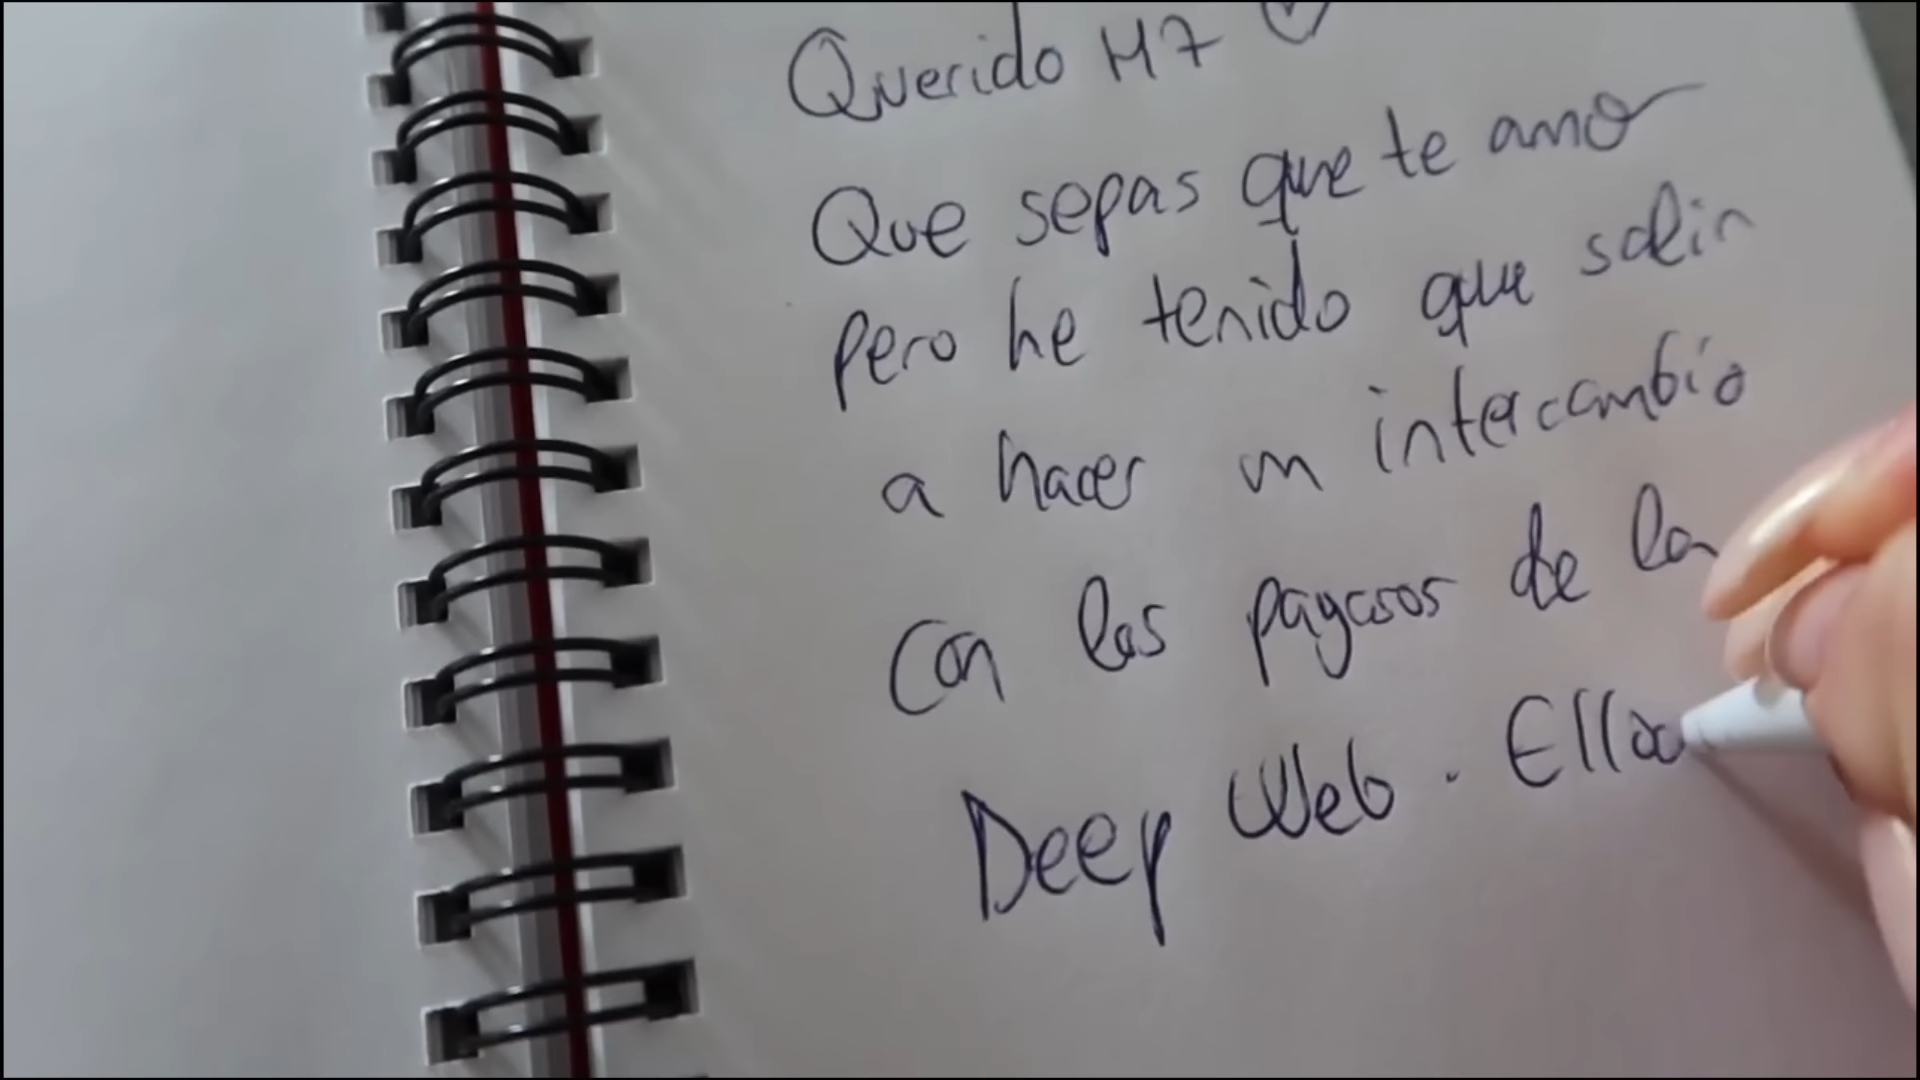 Querido M7
Que sepas que te amo
pero he tenido que salir
a hacer un intercambio
con los payasos de la
Deep Web. Ellos